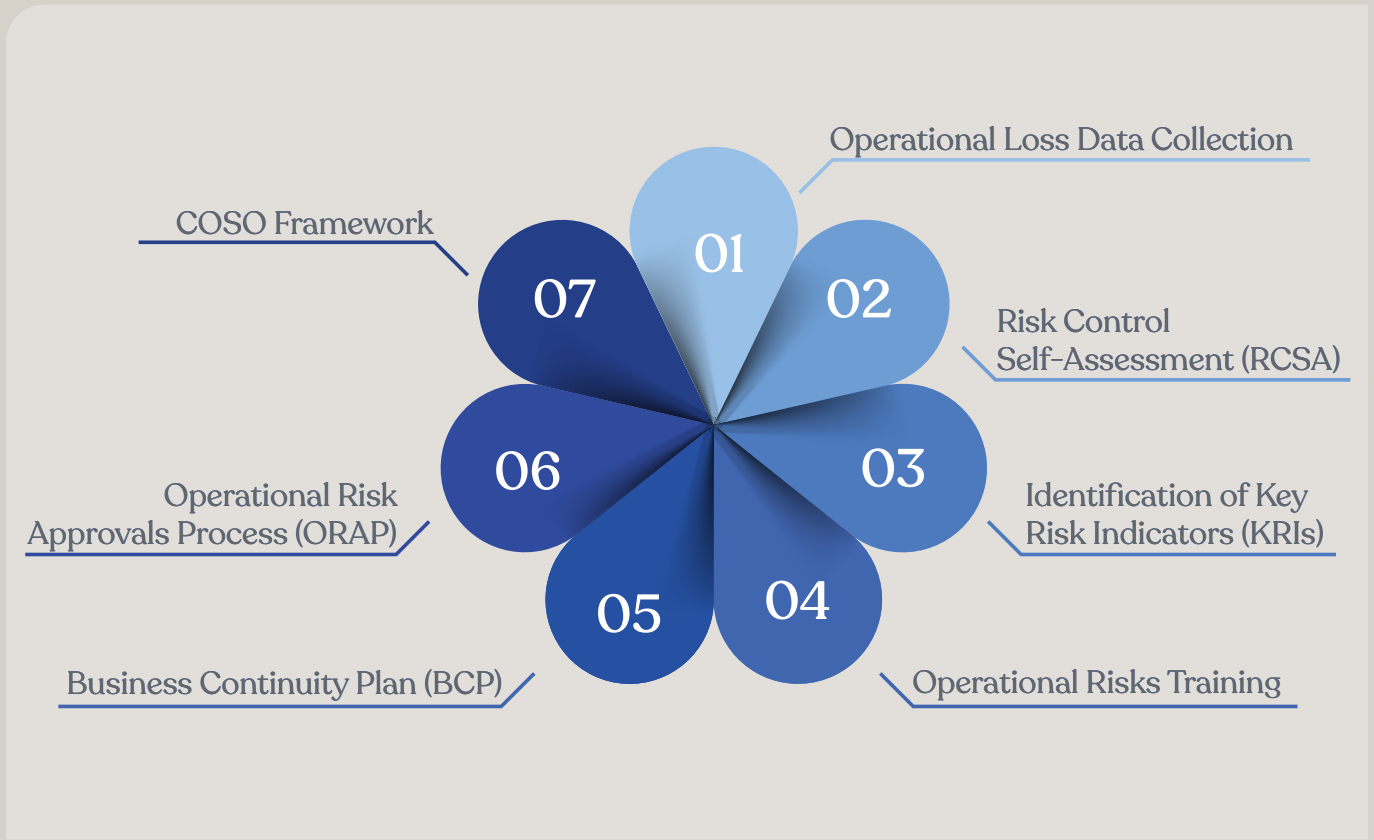 01
Operational Loss Data Collection
02
Risk Control
Self-Assessment (RCSA)
03
Identification of Key
Risk Indicators (KRIs)
04
Operational Risks Training
05
Business Continuity Plan (BCP)
06
Operational Risk
Approvals Process (ORAP)
07
COSO Framework